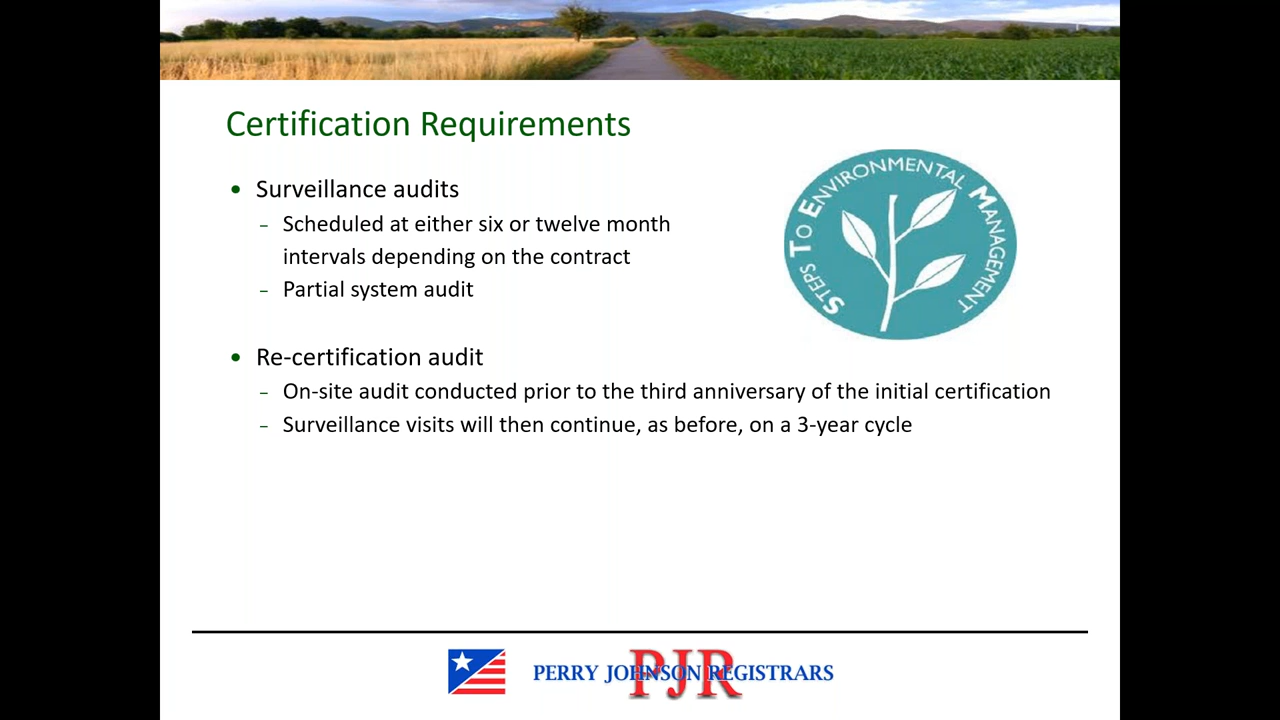 Certification Requirements
• Surveillance audits
– Scheduled at either six or twelve month
intervals depending on the contract
– Partial system audit
STEPS TO ENVIRONMENTAL MANAGEMENT
• Re-certification audit
– On-site audit conducted prior to the third anniversary of the initial certification
– Surveillance visits will then continue, as before, on a 3-year cycle
PJR
PERRY JOHNSON REGISTRARS